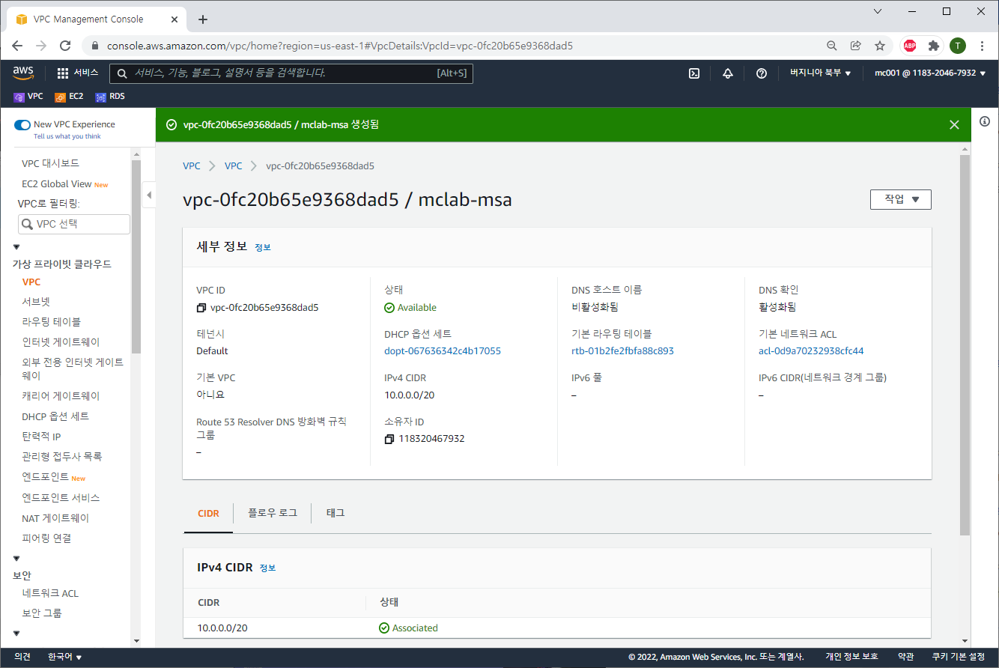 VPC Management Console
console.aws.amazon.com/vpc/home?region=us-east-1#VpcDetails:VpcId=vpc-0fc20b65e9368dad5
ABP
T
aws
서비스
서비스, 기능, 블로그, 설명서 등을 검색합니다.
[Alt+S]
버지니아 북부
mc001 @ 1183-2046-7932
VPC
EC2
RDS
New VPC Experience
Tell us what you think
vpc-0fc20b65e9368dad5 / mclab-msa 생성됨
VPC 대시보드
EC2 Global View New
VPC로 필터링:
VPC 선택
가상 프라이빗 클라우드
VPC
서브넷
라우팅 테이블
인터넷 게이트웨이
외부 전용 인터넷 게이트
웨이
캐리어 게이트웨이
DHCP 옵션 세트
탄력적 IP
관리형 접두사 목록
엔드포인트 New
엔드포인트 서비스
NAT 게이트웨이
피어링 연결
보안
네트워크 ACL
보안 그룹
VPC
VPC
vpc-0fc20b65e9368dad5
vpc-0fc20b65e9368dad5 / mclab-msa
작업
세부 정보 정보
VPC ID
vpc-0fc20b65e9368dad5
상태
Available
DNS 호스트 이름
비활성화됨
DNS 확인
활성화됨
테넌시
Default
DHCP 옵션 세트
dopt-067636342c4b17055
기본 라우팅 테이블
rtb-01b2fe2fbfa88c893
기본 네트워크 ACL
acl-0d9a70232938cfc44
기본 VPC
아니요
IPv4 CIDR
10.0.0.0/20
IPv6 풀
–
IPv6 CIDR(네트워크 경계 그룹)
–
Route 53 Resolver DNS 방화벽 규칙
그룹
–
소유자 ID
118320467932
CIDR
플로우 로그
태그
IPv4 CIDR 정보
CIDR
상태
10.0.0.0/20
Associated
의견
한국어
© 2022, Amazon Web Services, Inc. 또는 계열사.
개인 정보 보호
약관
쿠키 기본 설정